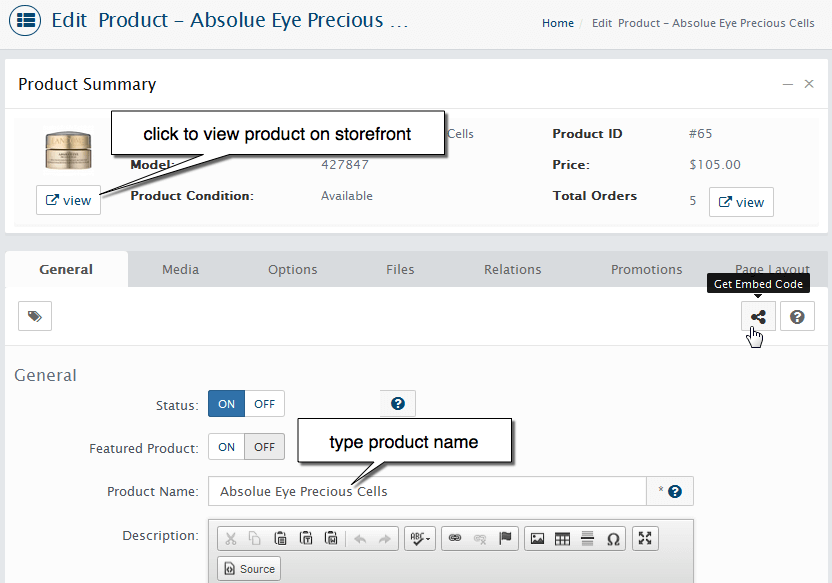 Edit Product – Absolue Eye Precious ...
Home / Edit Product – Absolue Eye Precious Cells
Product Summary
click to view product on storefront
Cells
Product ID #65
Model: 427847
Price: $105.00
view
Product Condition: Available
Total Orders 5 view
General Media Options Files Relations Promotions Page Layout
Get Embed Code
General
Status: ON OFF
Featured Product: ON OFF
type product name
Product Name: Absolue Eye Precious Cells *
Description:
ABC
Source